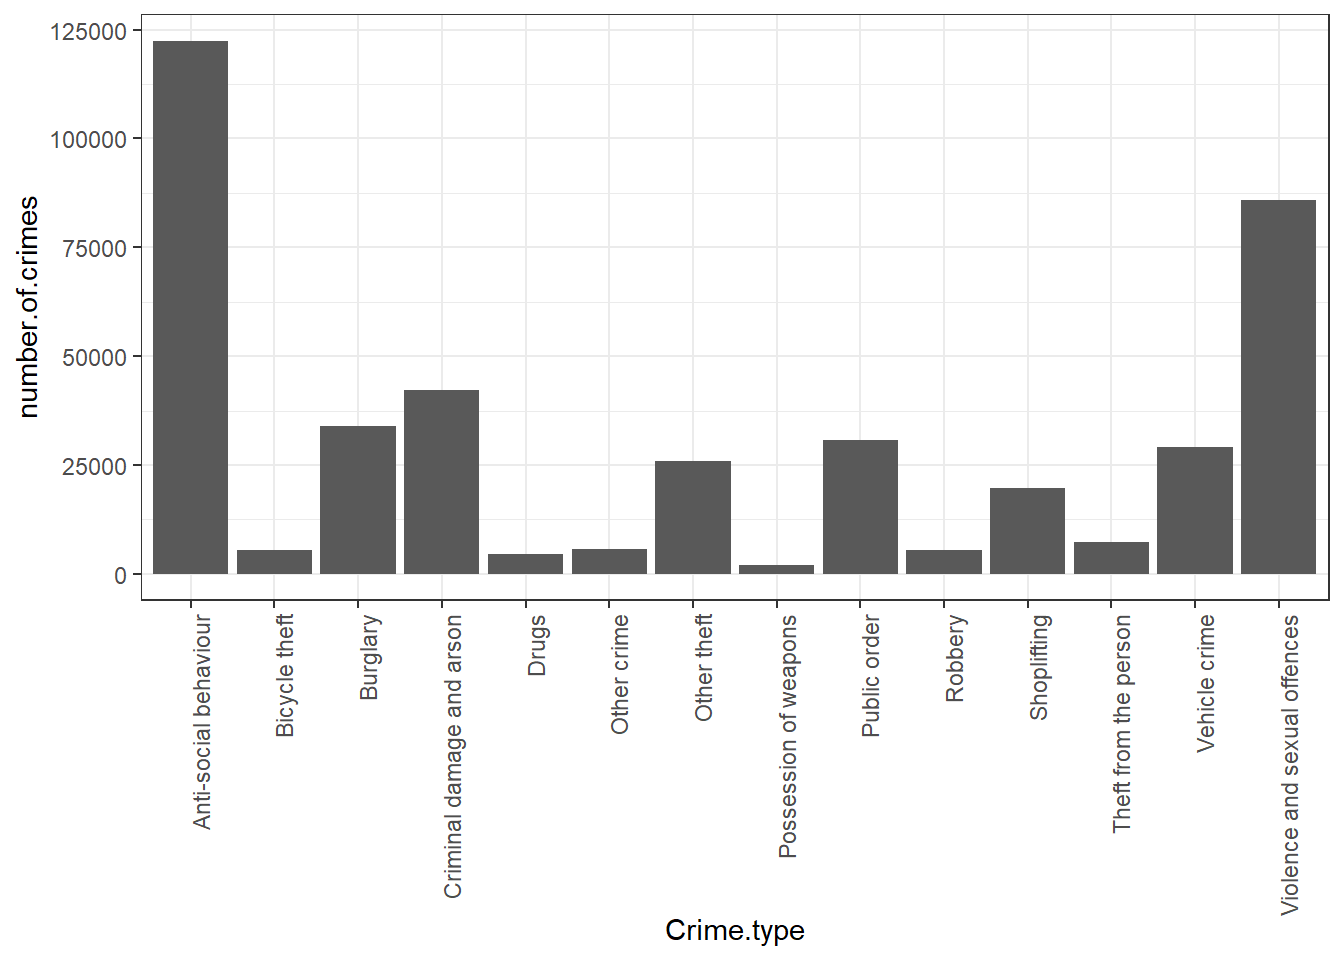 125000
100000
75000
50000
25000
0
number.of.crimes
Anti-social behaviour
Bicycle theft
Burglary
Criminal damage and arson
Drugs
Other crime
Other theft
Possession of weapons
Public order
Robbery
Shoplifting
Theft from the person
Vehicle crime
Violence and sexual offences
Crime.type